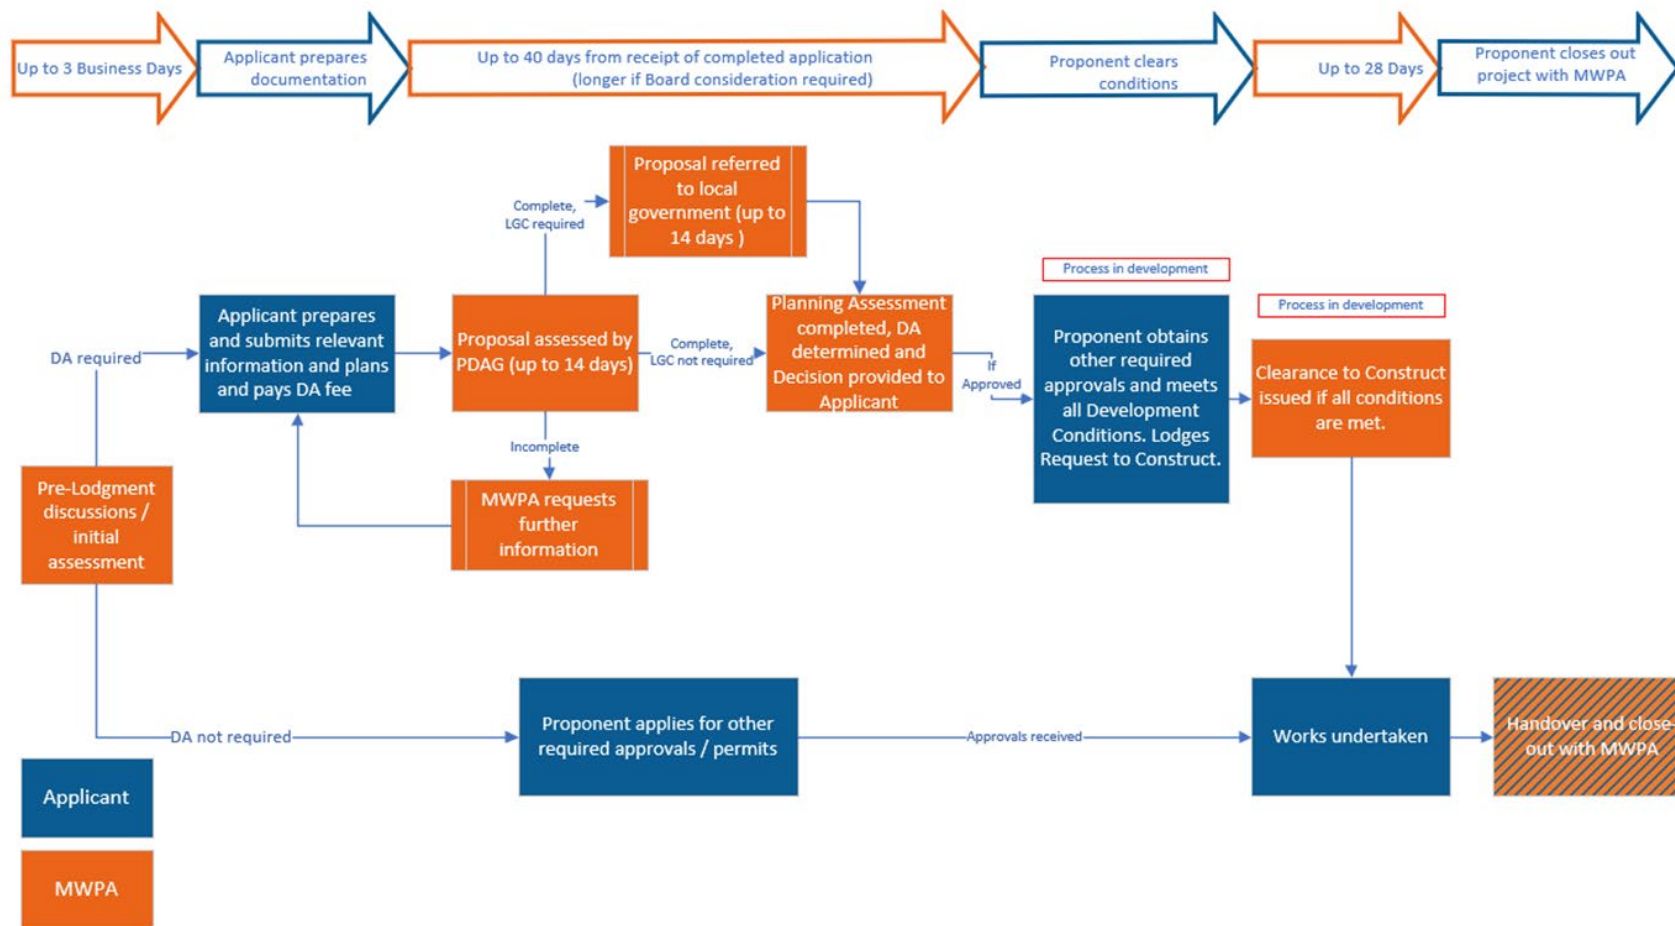 Up to 3 Business Days
Applicant prepares
documentation
Up to 40 days from receipt of completed application
(longer if Board consideration required)
Proponent clears
conditions
Up to 28 Days
Proponent closes out
project with MWPA
Proposal referred
to local
government (up to
14 days )
Complete,
LGC required
Process in development
Process in development
DA required
Applicant prepares
and submits relevant
information and plans
and pays DA fee
Proposal assessed by
PDAG (up to 14 days)
Complete,
LGC not required
Planning Assessment
completed, DA
determined and
Decision provided to
Applicant
If
Approved
Proponent obtains
other required
approvals and meets
all Development
Conditions. Lodges
Request to Construct.
Clearance to Construct
issued if all conditions
are met.
Incomplete
Pre-Lodgment
discussions /
initial
assessment
MWPA requests
further
information
DA not required
Proponent applies for other
required approvals / permits
Approvals received
Works undertaken
Handover and close-
out with MWPA
Applicant
MWPA